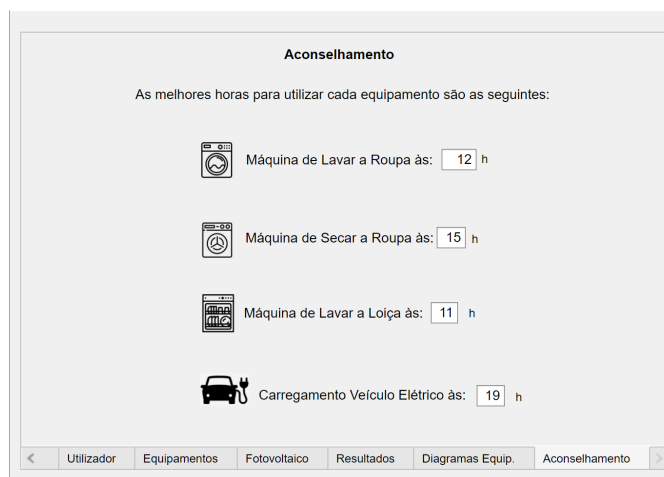 Aconselhamento
As melhores horas para utilizar cada equipamento são as seguintes:
Máquina de Lavar a Roupa às: 12 h
Máquina de Secar a Roupa às: 15 h
Máquina de Lavar a Loiça às: 11 h
Carregamento Veículo Elétrico às: 19 h
< Utilizador Equipamentos Fotovoltaico Resultados Diagramas Equip. Aconselhamento >